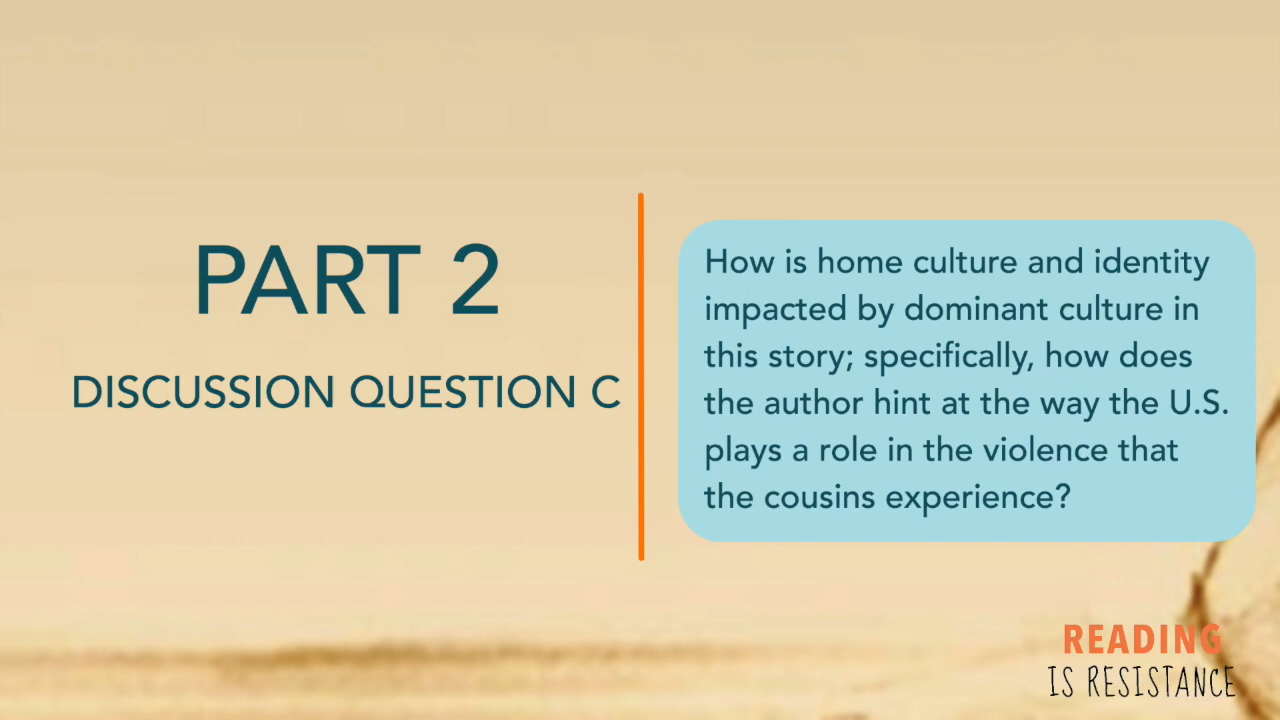 PART 2
DISCUSSION QUESTION C
How is home culture and identity
impacted by dominant culture in
this story; specifically, how does
the author hint at the way the U.S.
plays a role in the violence that
the cousins experience?
READING
IS RESISTANCE